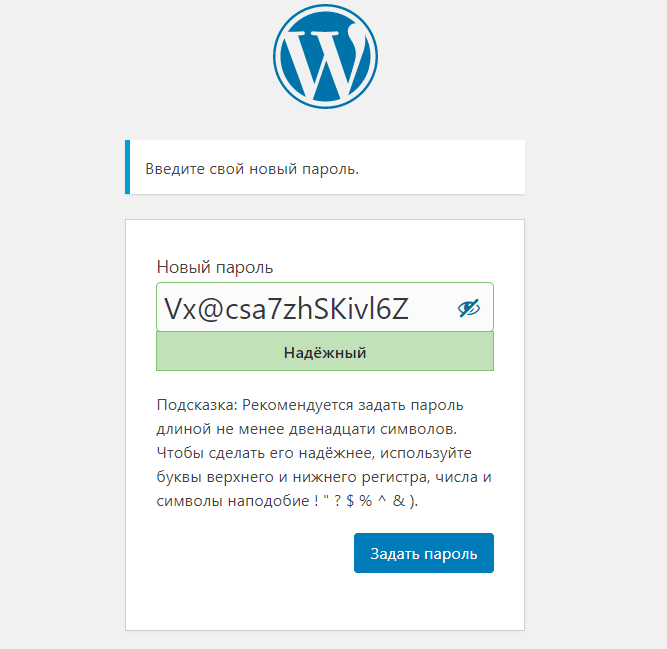 Введите свой новый пароль.
Новый пароль
Vx@csa7zhSKivl6Z
Надёжный
Подсказка: Рекомендуется задать пароль
длиной не менее двенадцати символов.
Чтобы сделать его надёжнее, используйте
буквы верхнего и нижнего регистра, числа и
символы наподобие ! " ? $ % ^ & ).
Задать пароль